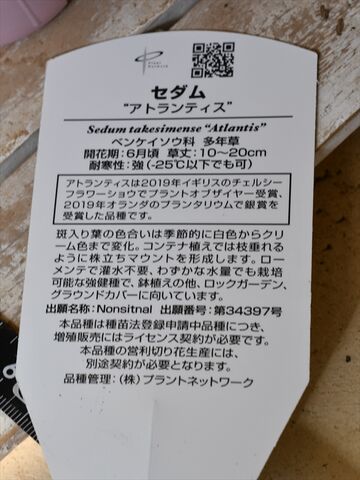 セダム
"アトランティス"
Sedum takesimense "Atlantis"
ベンケイソウ科 多年草
開花期:6月頃 草丈:10~20cm
耐寒性:強(-25℃以下でも可)
アトランティスは2019年イギリスのチェルシー
フラワーショウでプラントオブザイヤー受賞、
2019年オランダのプランタリウムで銀賞を
受賞した品種です。
斑入り葉の色合いは季節的に白色からクリ
ーム色まで変化。コンテナ植えでは枝垂れ
るように株立ちマウントを形成します。ロー
メンテで灌水不要、わずかな水量でも栽培
可能な強健種で、鉢植えの他、ロックガーデン、
グラウンドカバーに向いています。
出願名称:Nonsitnal 出願番号:第34397号
本品種は種苗法登録申請中品種につき、
増殖販売にはライセンス契約が必要です。
本品種の営利切り花生産には、
別途契約が必要となります。
品種管理:(株)プラントネットワーク